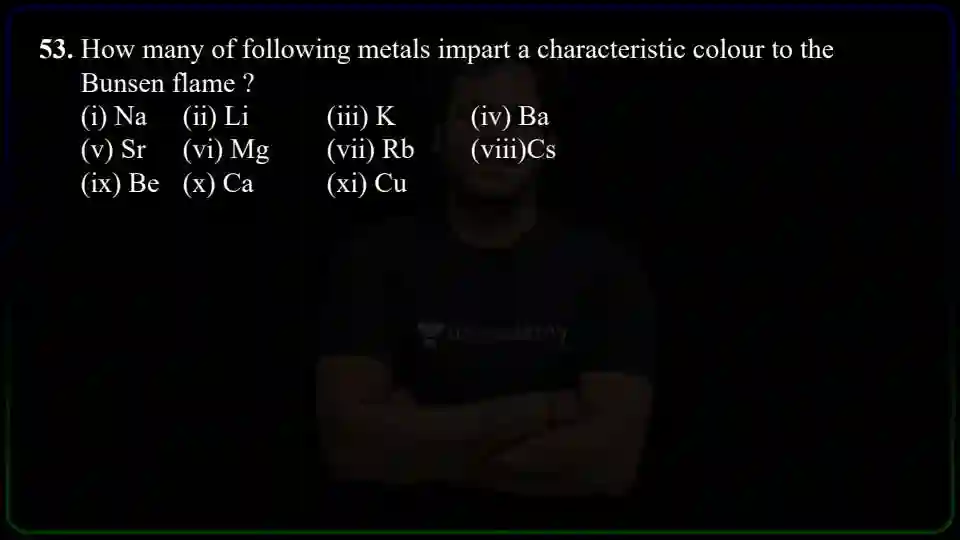 53. How many of following metals impart a characteristic colour to the
Bunsen flame ?
(i) Na (ii) Li (iii) K (iv) Ba
(v) Sr (vi) Mg (vii) Rb (viii)Cs
(ix) Be (x) Ca (xi) Cu